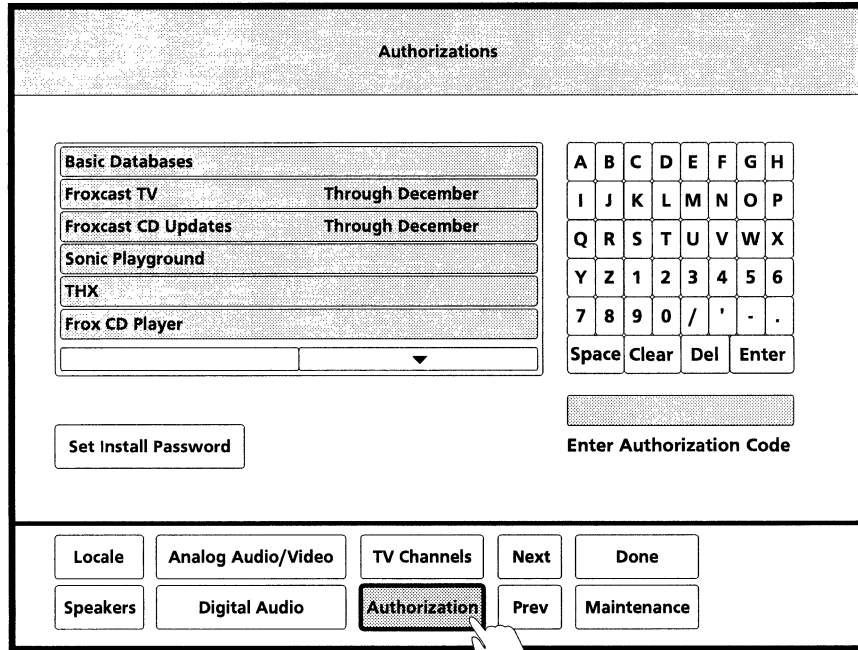 Authorizations
Basic Databases
Froxcast TV Through December
Froxcast CD Updates Through December
Sonic Playground
THX
Frox CD Player
A B C D E F G H
I J K L M N O P
Q R S T U V W X
Y Z 1 2 3 4 5 6
7 8 9 0 / ' - .
Space Clear Del Enter
Enter Authorization Code
Set Install Password
Locale Analog Audio/Video TV Channels Next Done
Speakers Digital Audio Authorization Prev Maintenance